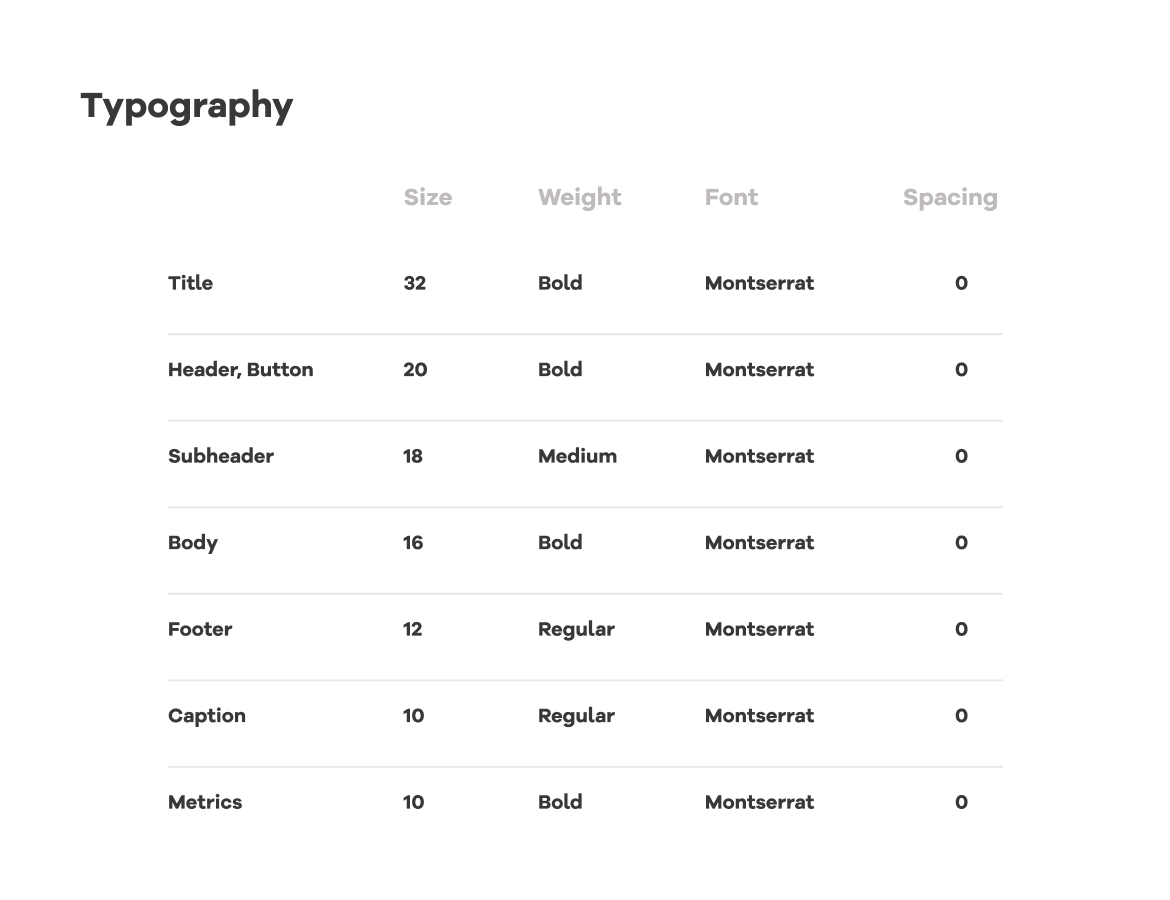 Typography
Size Weight Font Spacing
Title 32 Bold Montserrat 0
Header, Button 20 Bold Montserrat 0
Subheader 18 Medium Montserrat 0
Body 16 Bold Montserrat 0
Footer 12 Regular Montserrat 0
Caption 10 Regular Montserrat 0
Metrics 10 Bold Montserrat 0